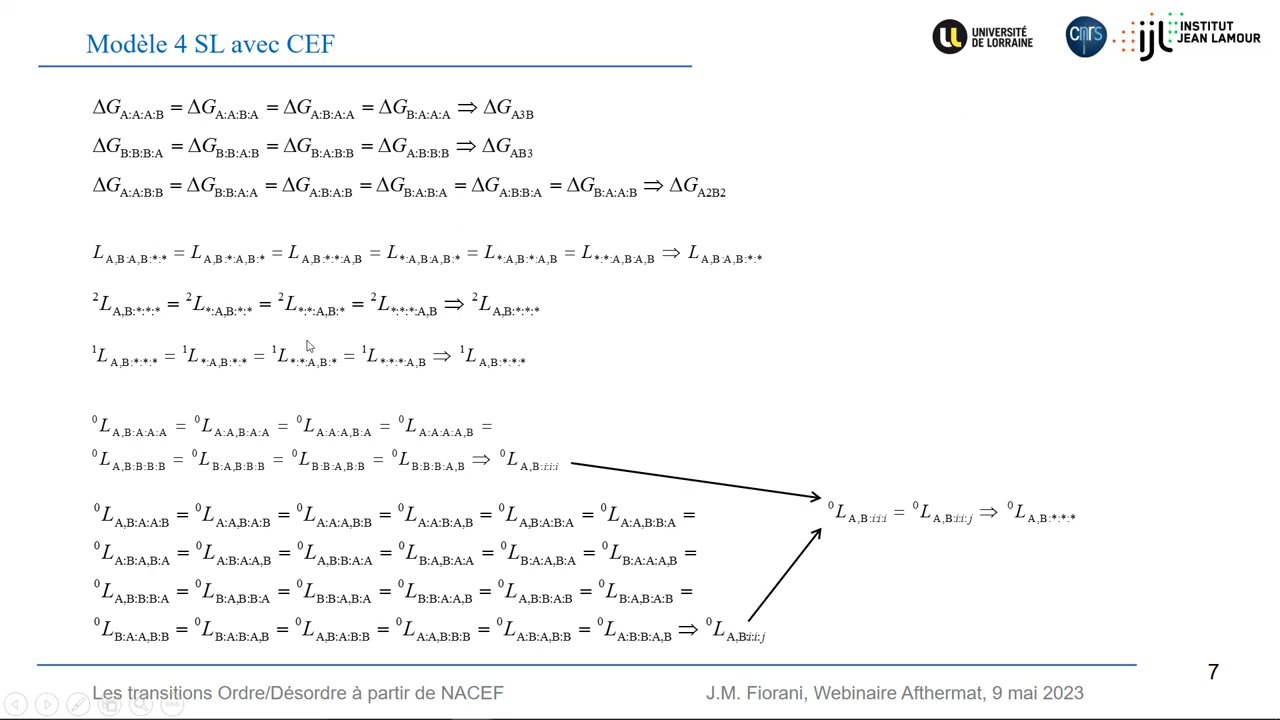 Modèle 4 SL avec CEF
UNIVERSITÉ
DE LORRAINE
cnrs
ijl
INSTITUT
JEAN LAMOUR
ΔG_A:A:A:B = ΔG_A:A:B:A = ΔG_A:B:A:A = ΔG_B:A:A:A ⇒ ΔG_A3B
ΔG_B:B:B:A = ΔG_B:B:A:B = ΔG_B:A:B:B = ΔG_A:B:B:B ⇒ ΔG_AB3
ΔG_A:A:B:B = ΔG_B:B:A:A = ΔG_A:B:A:B = ΔG_B:A:B:A = ΔG_A:B:B:A = ΔG_B:A:A:B ⇒ ΔG_A2B2
L_A,B:A,B:*:* = L_A,B:*:A,B:* = L_A,B:*:*:A,B = L_*:A,B:A,B:* = L_*:A,B:*:A,B = L_*:*:A,B:A,B ⇒ L_A,B:A,B:*:*
²L_A,B:*:*:* = ²L_*:A,B:*:* = ²L_*:*:A,B:* = ²L_*:*:*:A,B ⇒ ²L_A,B:*:*:*
¹L_A,B:*:*:* = ¹L_*:A,B:*:* = ¹L_*:*:A,B:* = ¹L_*:*:*:A,B ⇒ ¹L_A,B:*:*:*
⁰L_A,B:A:A:A = ⁰L_A:A,B:A:A = ⁰L_A:A:A,B:A = ⁰L_A:A:A:A,B =
⁰L_A,B:B:B:B = ⁰L_B:A,B:B:B = ⁰L_B:B:A,B:B = ⁰L_B:B:B:A,B ⇒ ⁰L_A,B:i:i:i
⁰L_A,B:A:A:B = ⁰L_A:A,B:A:B = ⁰L_A:A:A,B:B = ⁰L_A:A:B:A,B = ⁰L_A,B:A:B:A = ⁰L_A:A,B:B:A =
⁰L_A:B:A,B:A = ⁰L_A:B:A:A,B = ⁰L_A,B:B:A:A = ⁰L_B:A,B:A:A = ⁰L_B:A:A,B:A = ⁰L_B:A:A:A,B =
⁰L_A,B:B:B:A = ⁰L_B:A,B:B:A = ⁰L_B:B:A,B:A = ⁰L_B:B:A:A,B = ⁰L_A,B:B:A:B = ⁰L_B:A,B:A:B =
⁰L_B:A:A,B:B = ⁰L_B:A:B:A,B = ⁰L_A,B:A:B:B = ⁰L_A:A,B:B:B = ⁰L_A:B:A,B:B = ⁰L_A:B:B:A,B ⇒ ⁰L_A,B:i:i:j
⁰L_A,B:i:i:i = ⁰L_A,B:i:i:j ⇒ ⁰L_A,B:*:*:*
7
Les transitions Ordre/Désordre à partir de NACEF
J.M. Fiorani, Webinaire Afthermat, 9 mai 2023